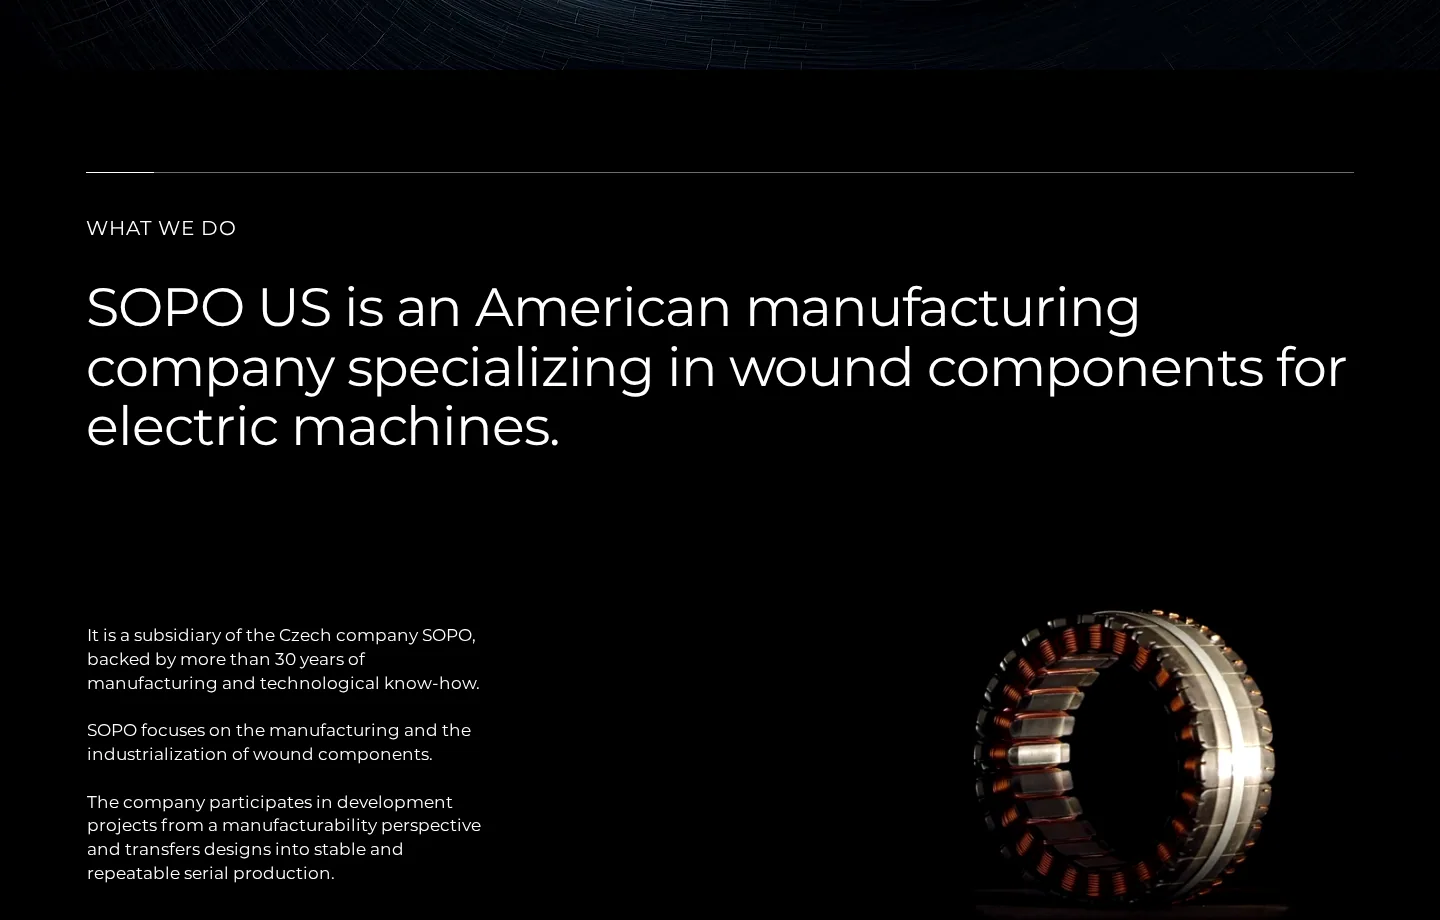 WHAT WE DO
SOPO US is an American manufacturing
company specializing in wound components for
electric machines.
It is a subsidiary of the Czech company SOPO,
backed by more than 30 years of
manufacturing and technological know-how.
SOPO focuses on the manufacturing and the
industrialization of wound components.
The company participates in development
projects from a manufacturability perspective
and transfers designs into stable and
repeatable serial production.